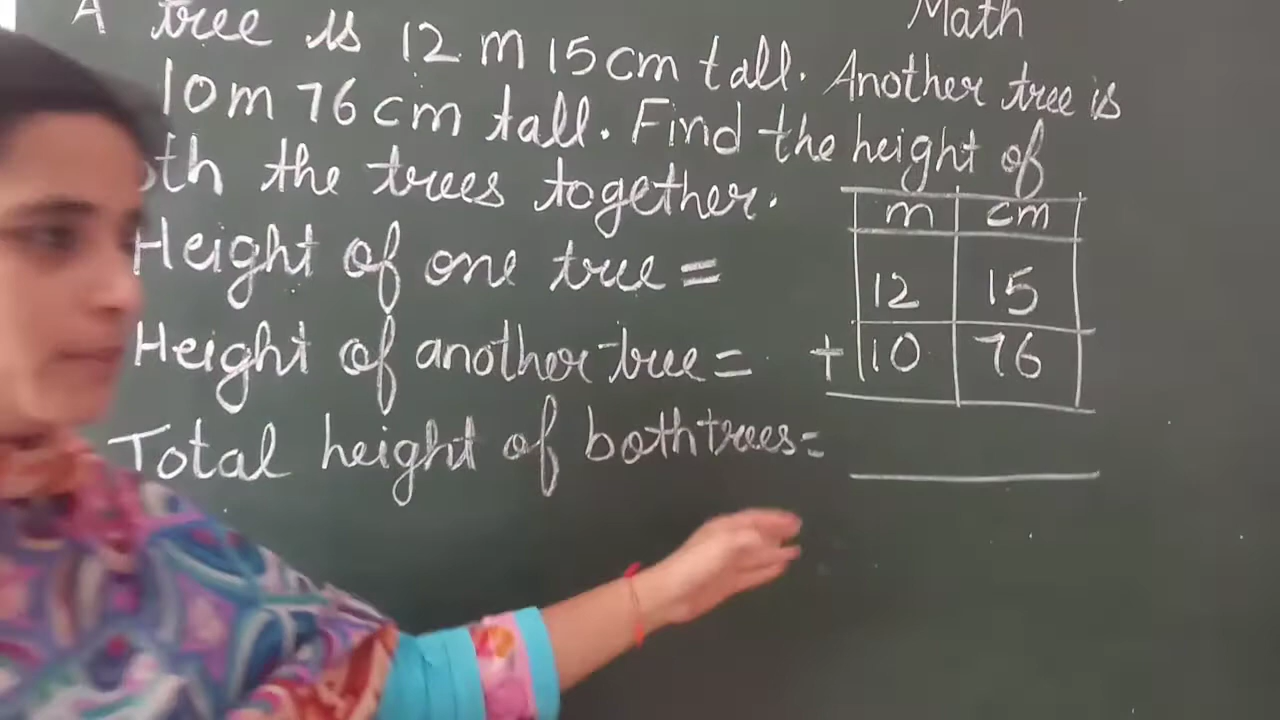 Math
A tree is 12 m 15 cm tall. Another tree is
10m 76 cm tall. Find the height of
the trees together.
Height of one tree =
Height of another tree =
Total height of both trees =
m cm
12 15
+ 10 76